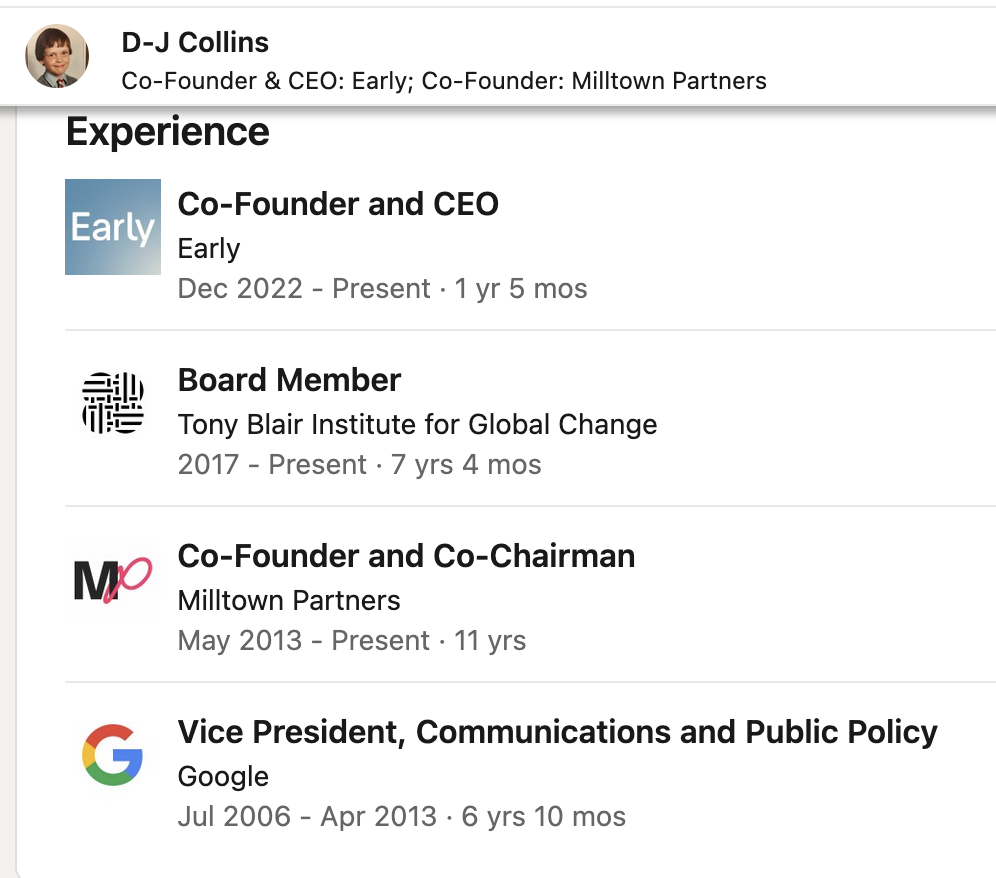 D-J Collins
Co-Founder & CEO: Early; Co-Founder: Milltown Partners
Experience
Early
Co-Founder and CEO
Early
Dec 2022 - Present · 1 yr 5 mos
Board Member
Tony Blair Institute for Global Change
2017 - Present · 7 yrs 4 mos
MP
Co-Founder and Co-Chairman
Milltown Partners
May 2013 - Present · 11 yrs
G
Vice President, Communications and Public Policy
Google
Jul 2006 - Apr 2013 · 6 yrs 10 mos